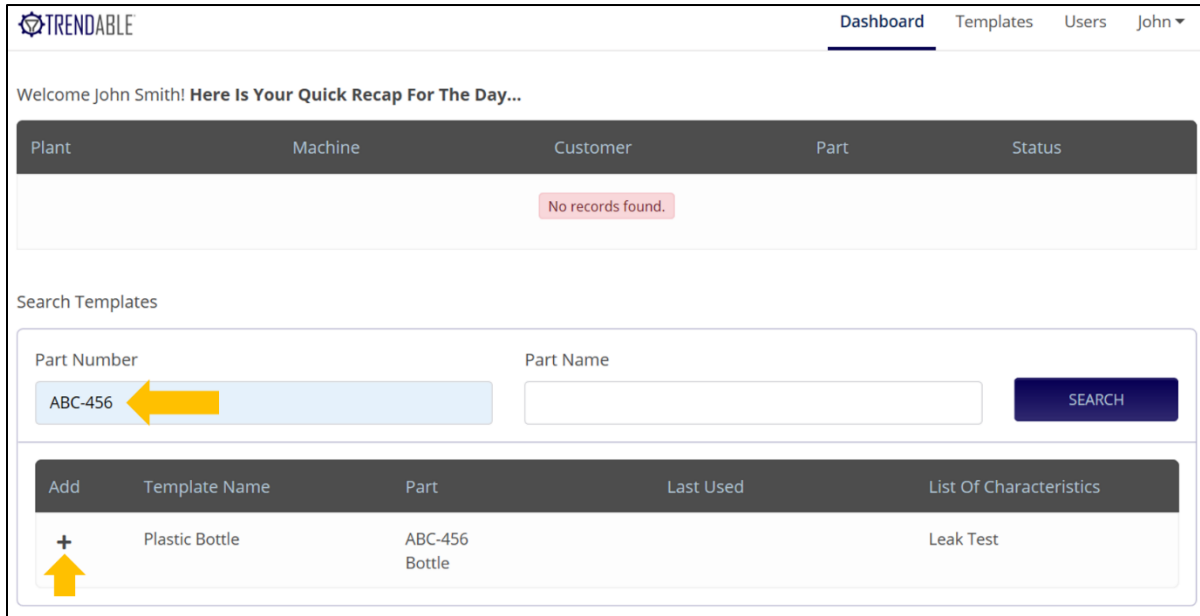 TRENDABLE
Dashboard Templates Users John
Welcome John Smith! Here Is Your Quick Recap For The Day...
Plant Machine Customer Part Status
No records found.
Search Templates
Part Number Part Name
ABC-456
SEARCH
Add Template Name Part Last Used List Of Characteristics
+ Plastic Bottle ABC-456 Leak Test
Bottle